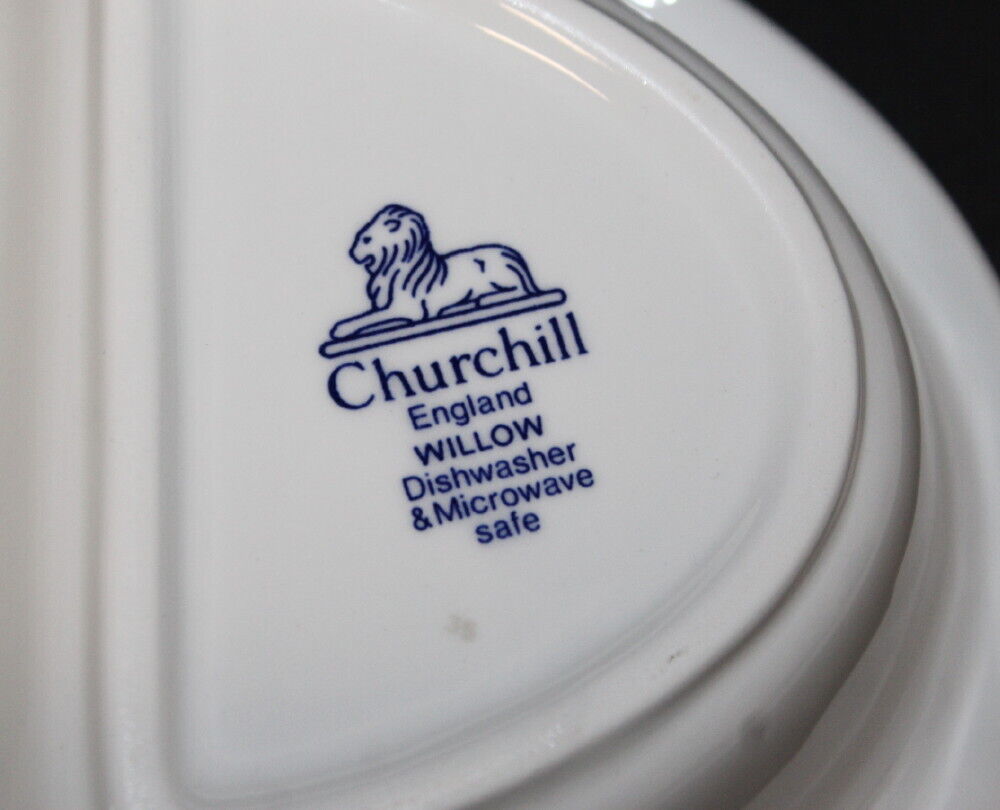 Churchill
England
WILLOW
Dishwasher
&Microwave
safe